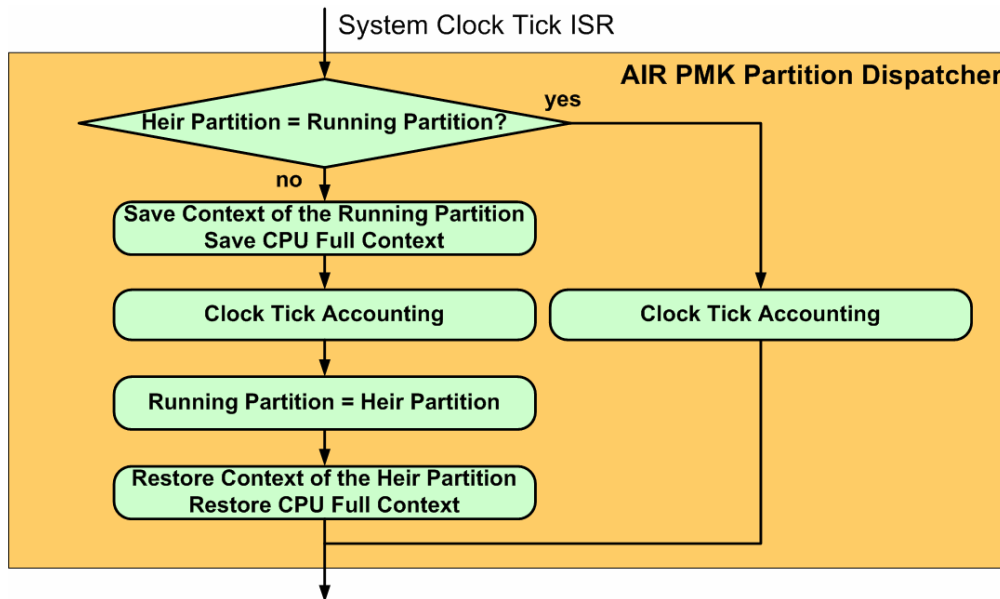 System Clock Tick ISR
AIR PMK Partition Dispatcher
Heir Partition = Running Partition?
yes
no
Save Context of the Running Partition
Save CPU Full Context
Clock Tick Accounting
Clock Tick Accounting
Running Partition = Heir Partition
Restore Context of the Heir Partition
Restore CPU Full Context